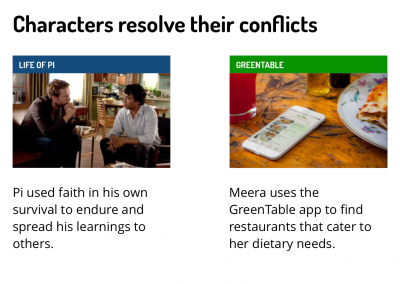 Characters resolve their conflicts
LIFE OF PI
Pi used faith in his own
survival to endure and
spread his learnings to
others.
GREENTABLE
Meera uses the
GreenTable app to find
restaurants that cater to
her dietary needs.